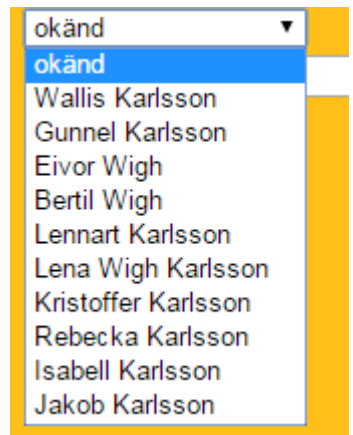 okänd
okänd
Wallis Karlsson
Gunnel Karlsson
Eivor Wigh
Bertil Wigh
Lennart Karlsson
Lena Wigh Karlsson
Kristoffer Karlsson
Rebecka Karlsson
Isabell Karlsson
Jakob Karlsson